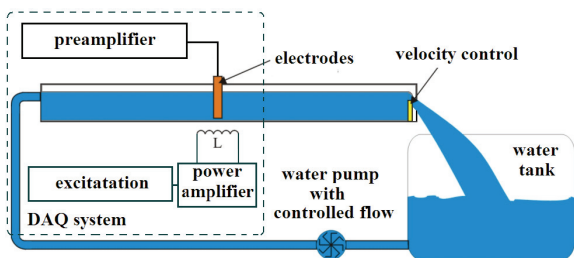 preamplifier
electrodes
velocity control
L
excitatation
power
amplifier
water pump
with
controlled flow
water
tank
DAQ system